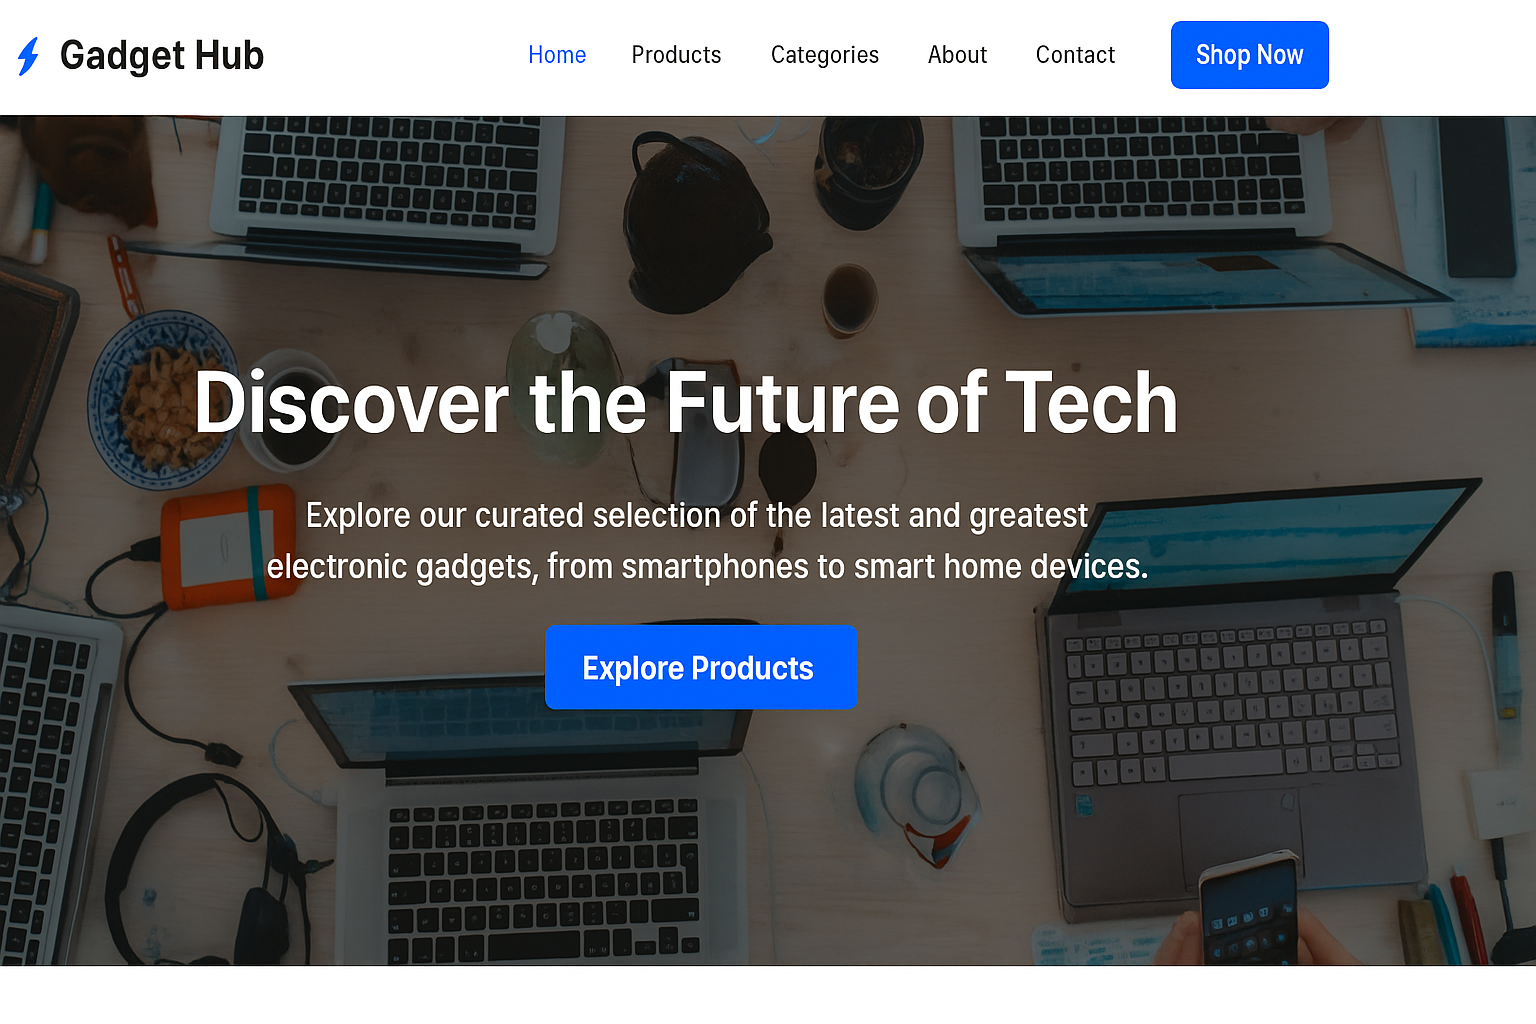 Gadget Hub
Home Products Categories About Contact Shop Now
Discover the Future of Tech
Explore our curated selection of the latest and greatest
electronic gadgets, from smartphones to smart home devices.
Explore Products